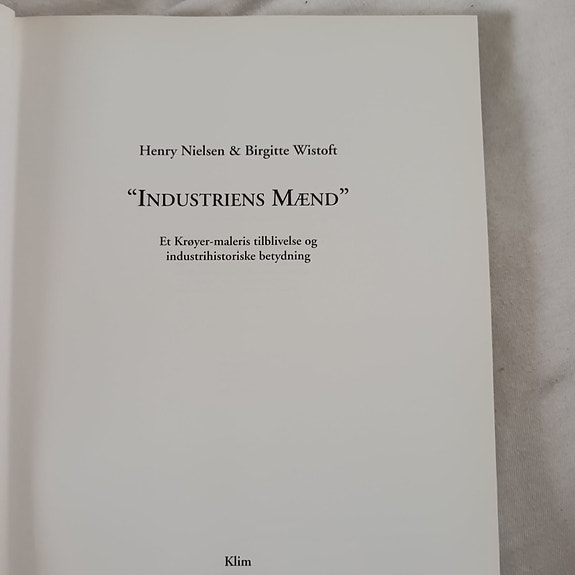 Henry Nielsen & Birgitte Wistoft
“INDUSTRIENS MÆND”
Et Krøyer-maleris tilblivelse og
industrihistoriske betydning
Klim